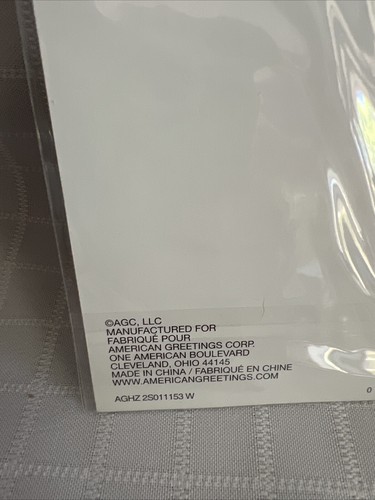 ©AGC, LLC
MANUFACTURED FOR
FABRIQUÉ POUR
AMERICAN GREETINGS CORP.
ONE AMERICAN BOULEVARD
CLEVELAND, OHIO 44145
MADE IN CHINA / FABRIQUÉ EN CHINE
WWW.AMERICANGREETINGS.COM
AGHZ 2S011153 W
0